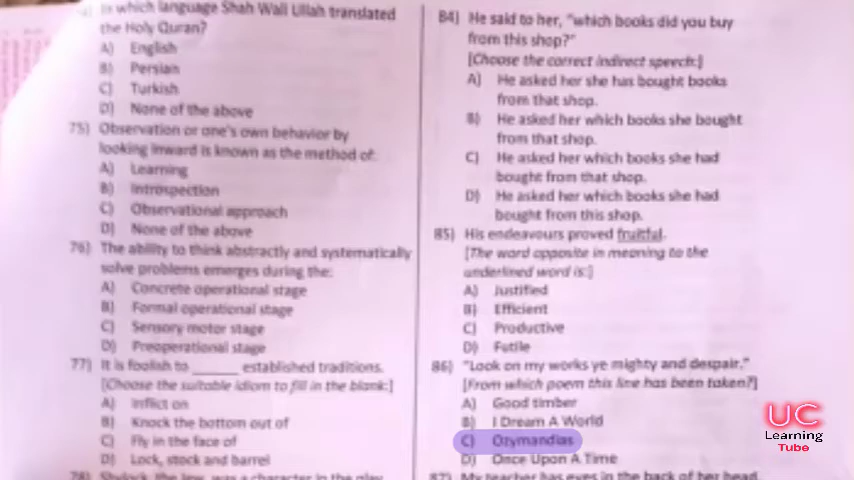 in which language Shah Wali Ullah translated
the Holy Quran?
A) English
B) Persian
C) Turkish
D) None of the above
75) Observation or one's own behavior by
looking inward is known as the method of:
A) Learning
B) Introspection
C) Observational approach
D) None of the above
76) The ability to think abstractly and systematically
solve problems emerges during the:
A) Concrete operational stage
B) Formal operational stage
C) Sensory motor stage
D) Preoperational stage
77) It is foolish to ______ established traditions.
[Choose the suitable idiom to fill in the blank:]
A) Inflict on
B) Knock the bottom out of
C) Fly in the face of
D) Lock, stock and barrel
78) Shylock, the Jew, was a character in the play
84) He said to her, "which books did you buy
from this shop?"
[Choose the correct indirect speech:]
A) He asked her she has bought books
from that shop.
B) He asked her which books she bought
from that shop.
C) He asked her which books she had
bought from that shop.
D) He asked her which books she had
bought from this shop.
85) His endeavours proved fruitful.
[The word opposite in meaning to the
underlined word is:]
A) Justified
B) Efficient
C) Productive
D) Futile
86) "Look on my works ye mighty and despair,"
[From which poem this line has been taken?]
A) Good timber
B) I Dream A World
C) Ozymandias
D) Once Upon A Time
87) My teacher has eyes in the back of her head.
UC
Learning
Tube